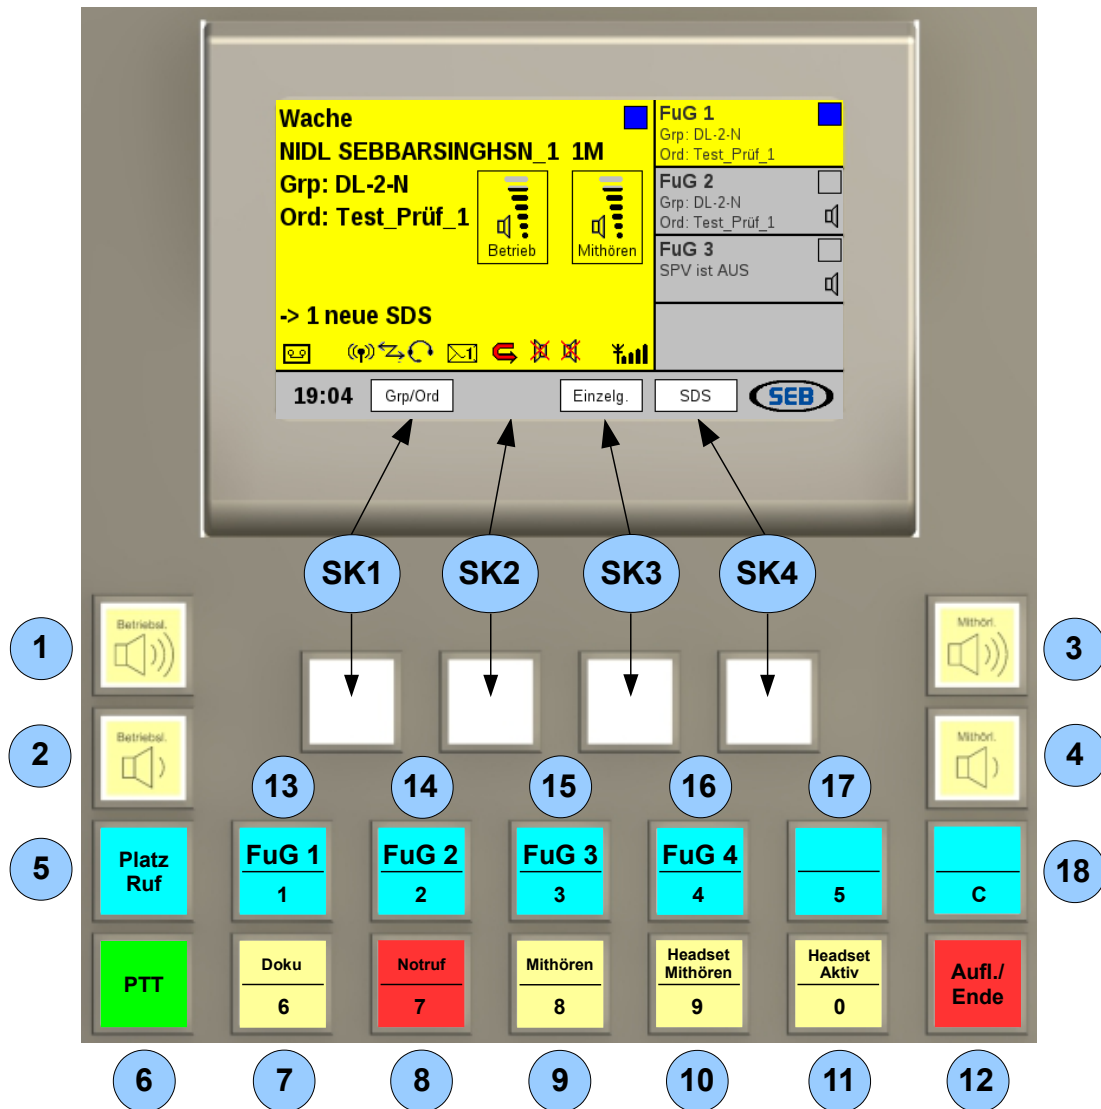 Wache
NIDL SEBBARSINGHSN_1 1M
Grp: DL-2-N
Ord: Test_Prüf_1
Betrieb
Mithören
-> 1 neue SDS
1
FuG 1
Grp: DL-2-N
Ord: Test_Prüf_1
FuG 2
Grp: DL-2-N
Ord: Test_Prüf_1
FuG 3
SPV ist AUS
19:04
Grp/Ord
Einzelg.
SDS
SEB
SK1
SK2
SK3
SK4
1
Betriebsl.
Mithörl.
3
2
Betriebsl.
Mithörl.
4
13
14
15
16
17
5
Platz
Ruf
FuG 1
1
FuG 2
2
FuG 3
3
FuG 4
4
5
C
18
PTT
Doku
6
Notruf
7
Mithören
8
Headset
Mithören
9
Headset
Aktiv
0
Aufl./
Ende
6
7
8
9
10
11
12